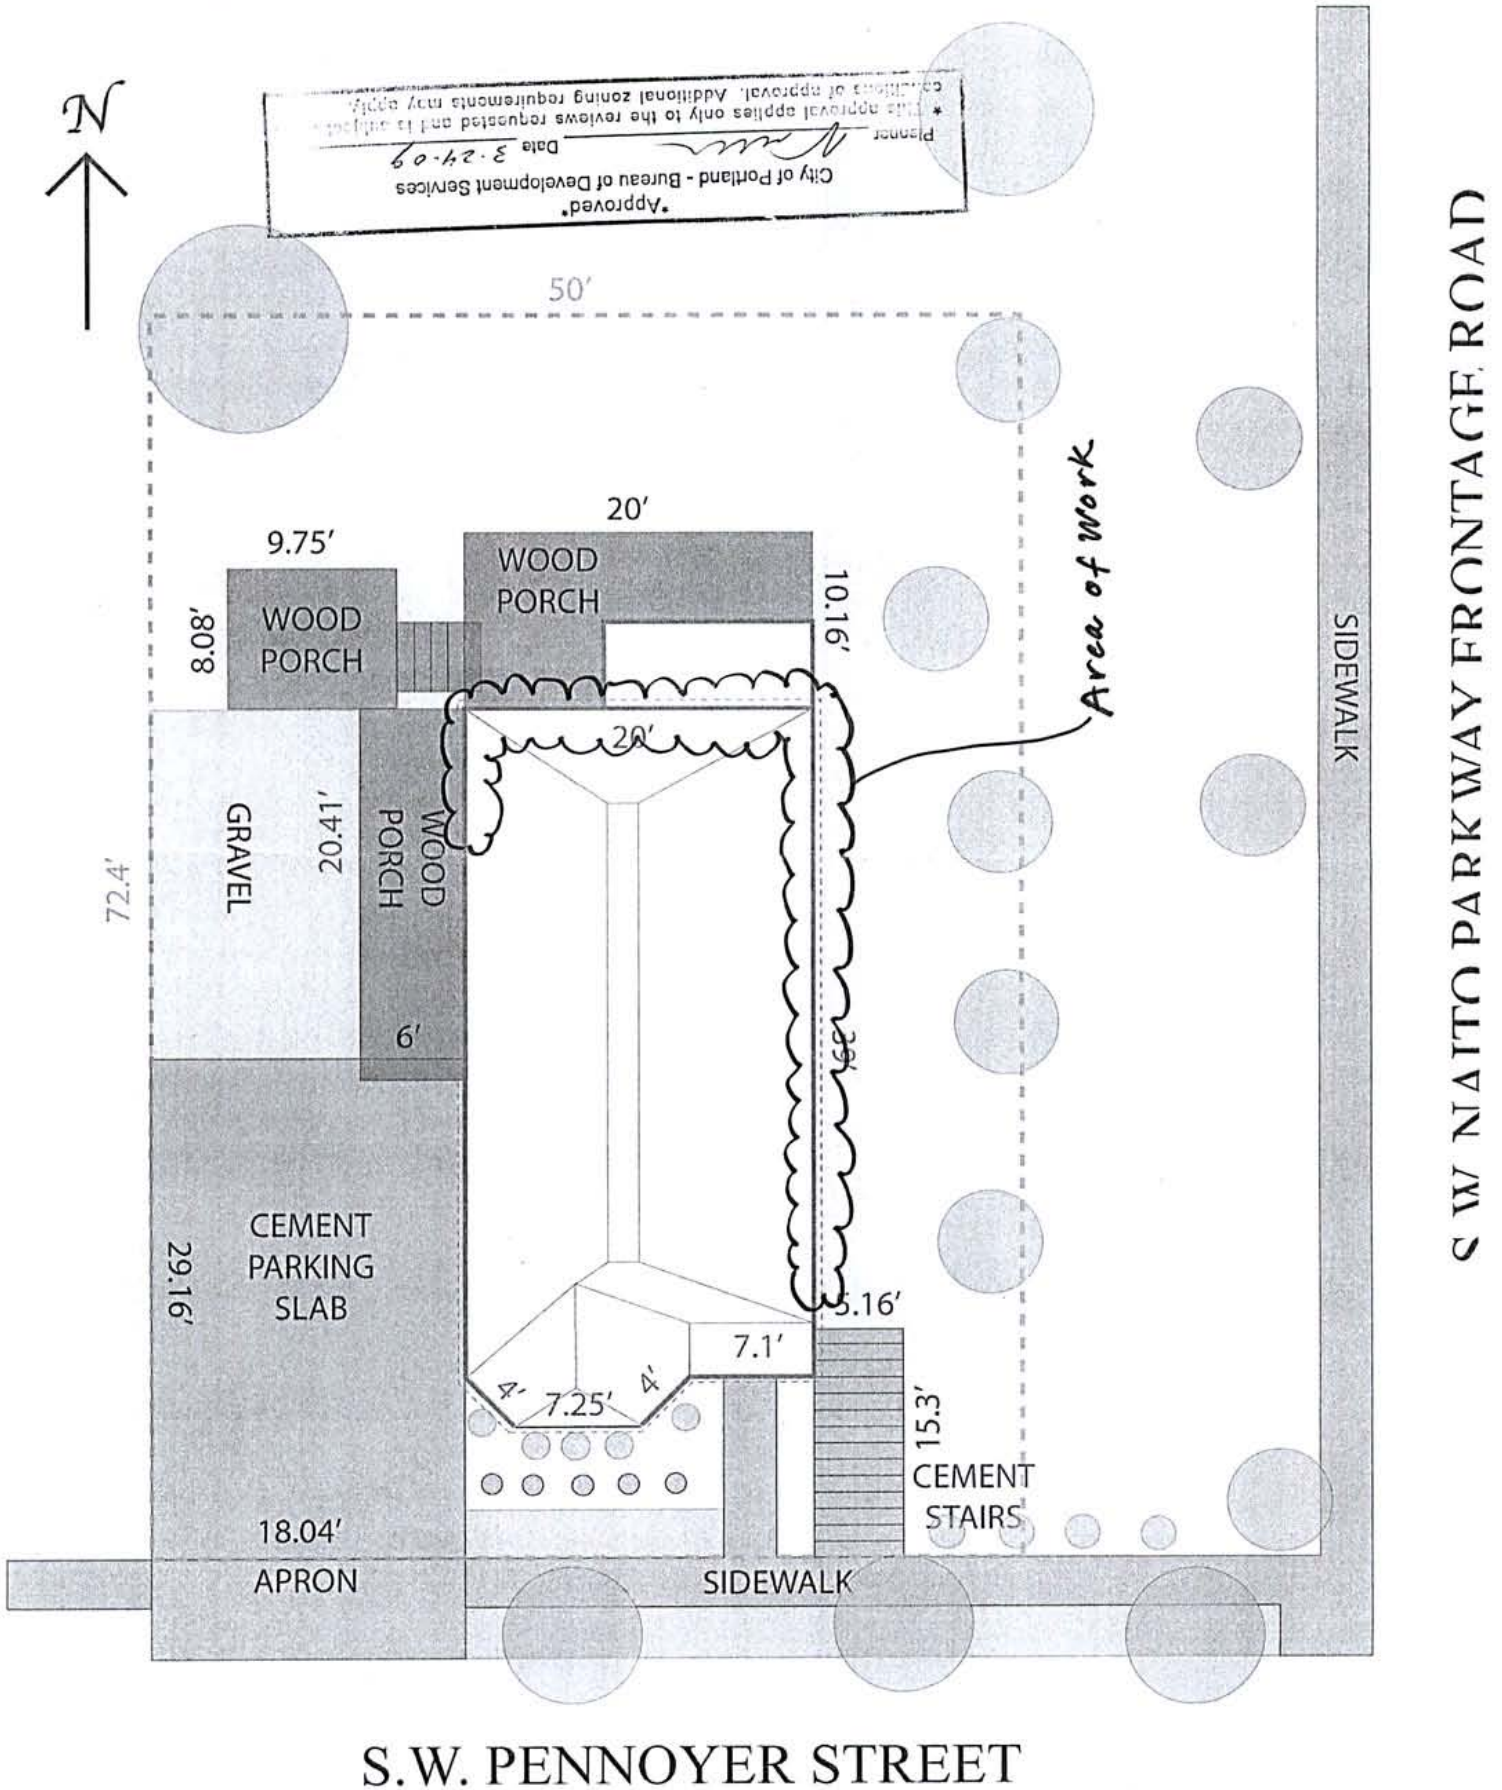 N
*Approved*
City of Portland - Bureau of Development Services
Planner
Date 3-24-09
* This approval applies only to the reviews requested and is subject
conditions of approval. Additional zoning requirements may apply.
50'
72.4'
9.75'
WOOD
PORCH
8.08'
20'
WOOD
PORCH
10.16'
Area of Work
20'
GRAVEL
20.41'
WOOD
PORCH
6'
CEMENT
PARKING
SLAB
29.16'
5.16'
7.1'
4'
7.25'
4'
15.3'
CEMENT
STAIRS
18.04'
APRON
SIDEWALK
SIDEWALK
S.W. PENNOYER STREET
S W NAITO PARKWAY FRONTAGE ROAD